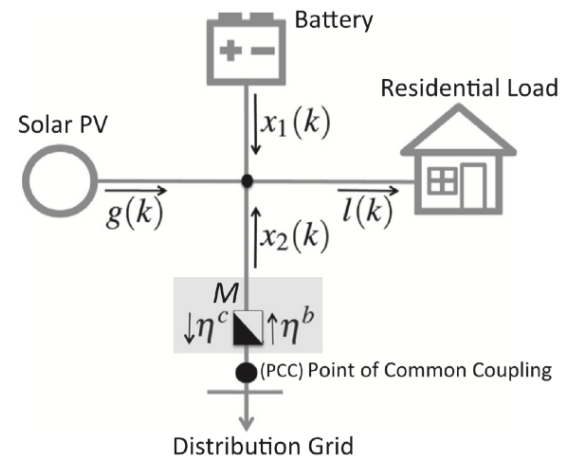 Battery
+ −
Residential Load
Solar PV
x₁(k)
g(k)
l(k)
x₂(k)
M
↓ηᶜ ↑ηᵇ
(PCC) Point of Common Coupling
Distribution Grid